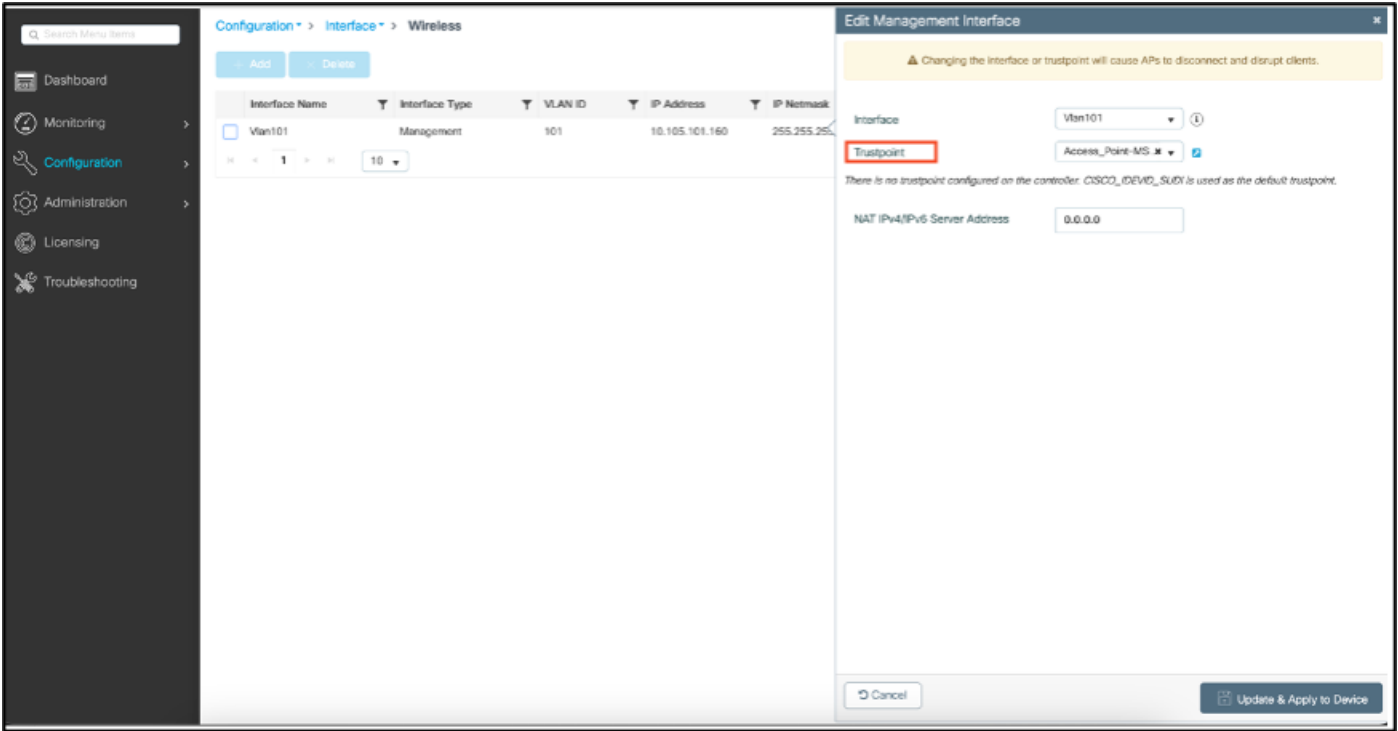 Search Menu Items
Dashboard
Monitoring
Configuration
Administration
Licensing
Troubleshooting
Configuration > Interface > Wireless
+ Add × Delete
Interface Name Interface Type VLAN ID IP Address IP Netmask
Vlan101 Management 101 10.105.101.160 255.255.25
1 10
Edit Management Interface
Changing the Interface or trustpoint will cause APs to disconnect and disrupt clients.
Interface Vlan101
Trustpoint Access_Point-MS
There is no trustpoint configured on the controller. CISCO_IDEVID_SUDI is used as the default trustpoint.
NAT IPv4/IPv6 Server Address 0.0.0.0
Cancel Update & Apply to Device